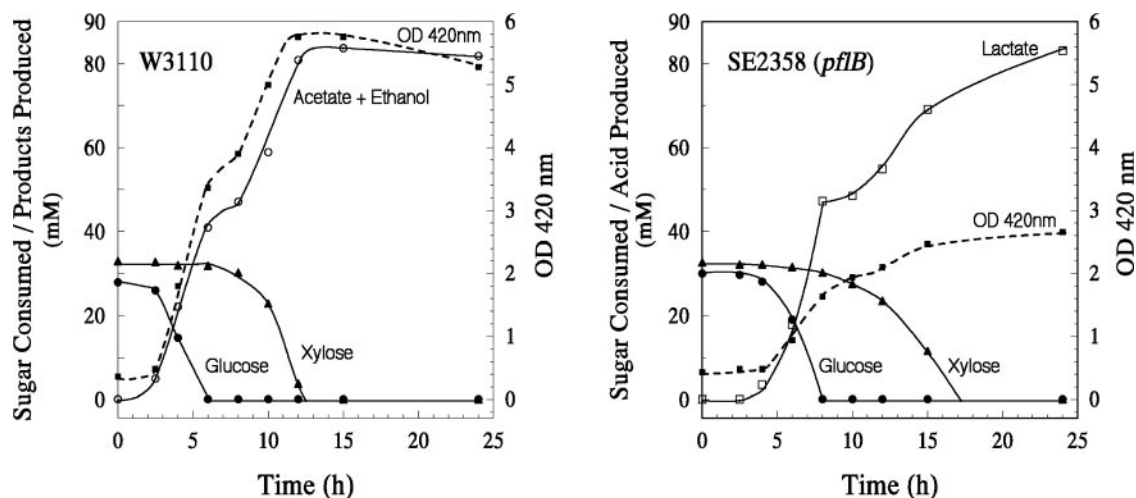 W3110
OD 420nm
Acetate + Ethanol
Glucose
Xylose
Sugar Consumed / Products Produced
(mM)
90
80
60
40
20
0
6
5
4
3
2
1
0
OD 420 nm
0 5 10 15 20 25
Time (h)
SE2358 (pflB)
Lactate
OD 420nm
Glucose
Xylose
Sugar Consumed / Acid Produced
(mM)
90
80
60
40
20
0
6
5
4
3
2
1
0
OD 420 nm
0 5 10 15 20 25
Time (h)